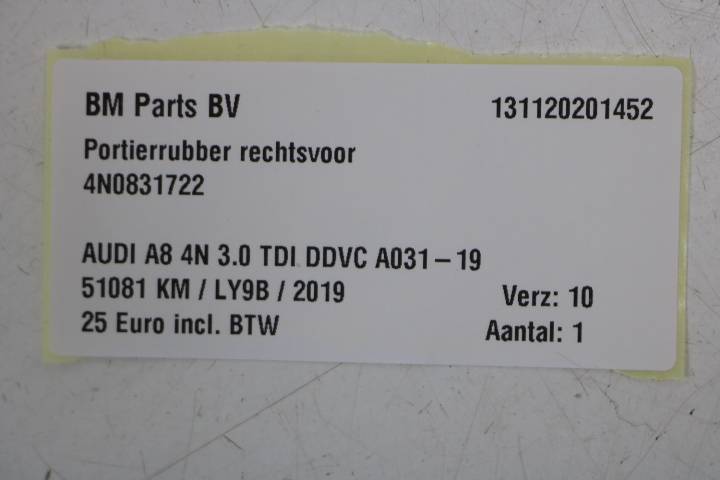 BM Parts BV 131120201452
Portierrubber rechtsvoor
4N0831722
AUDI A8 4N 3.0 TDI DDVC A031-19
51081 KM / LY9B / 2019 Verz: 10
25 Euro incl. BTW Aantal: 1